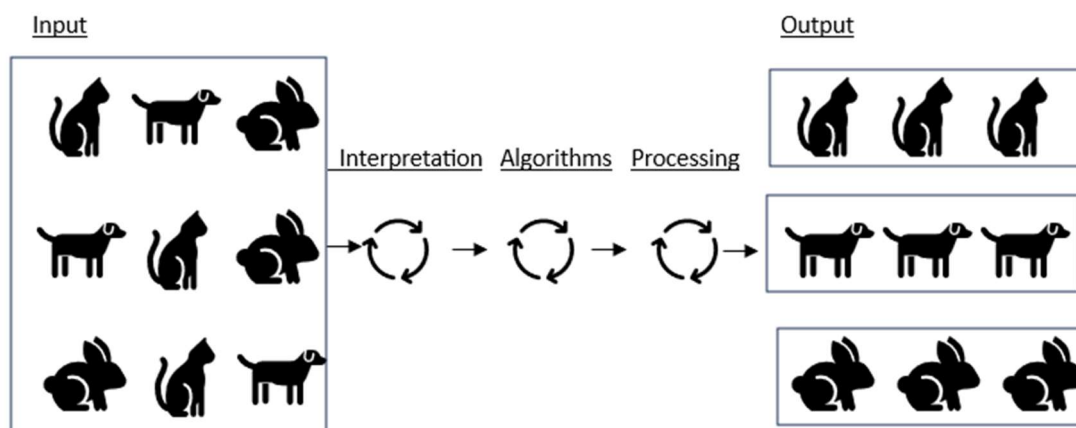 Input
Output
Interpretation
Algorithms
Processing